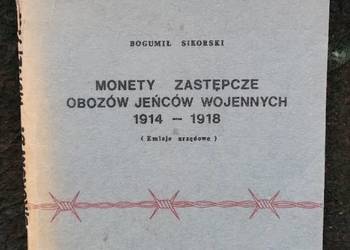 BOGUMIŁ SIKORSKI
MONETY ZASTĘPCZE
OBOZÓW JEŃCÓW WOJENNYCH
1914 — 1918
( Emisje urzędowe )